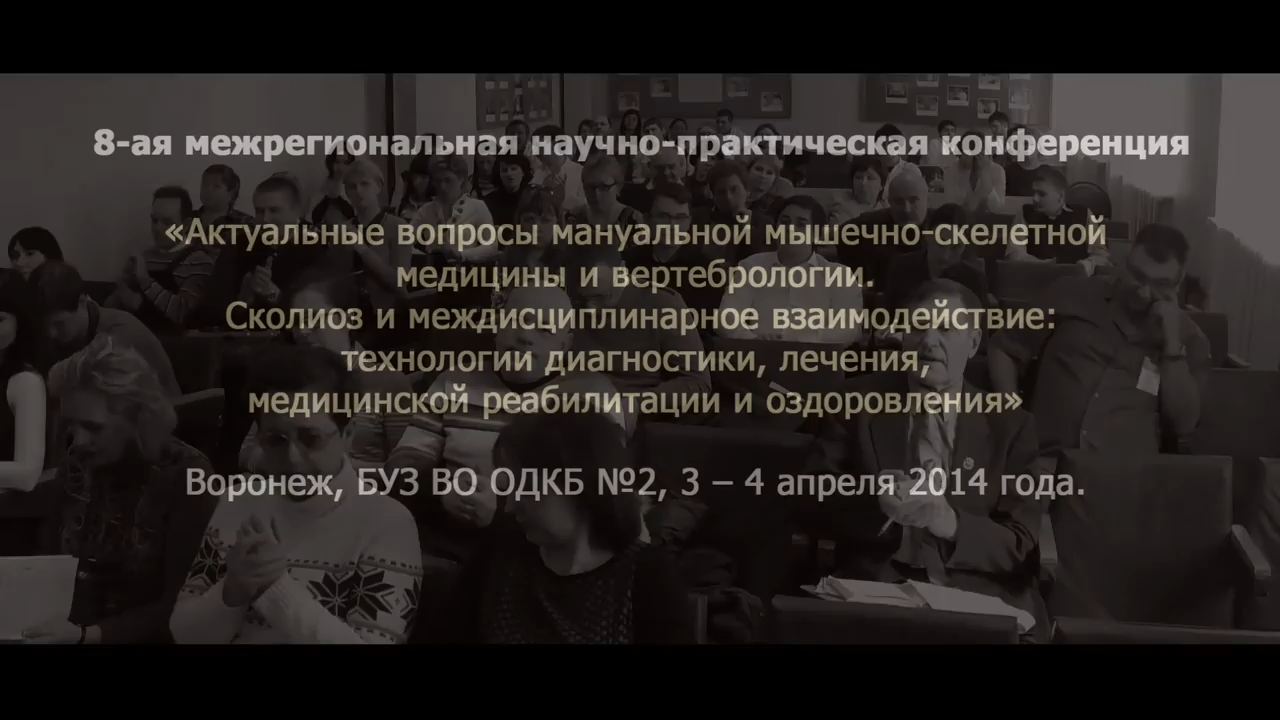 8-ая межрегиональная научно-практическая конференция
«Актуальные вопросы мануальной мышечно-скелетной
медицины и вертебрологии.
Сколиоз и междисциплинарное взаимодействие:
технологии диагностики, лечения,
медицинской реабилитации и оздоровления»
Воронеж, БУЗ ВО ОДКБ №2, 3 – 4 апреля 2014 года.